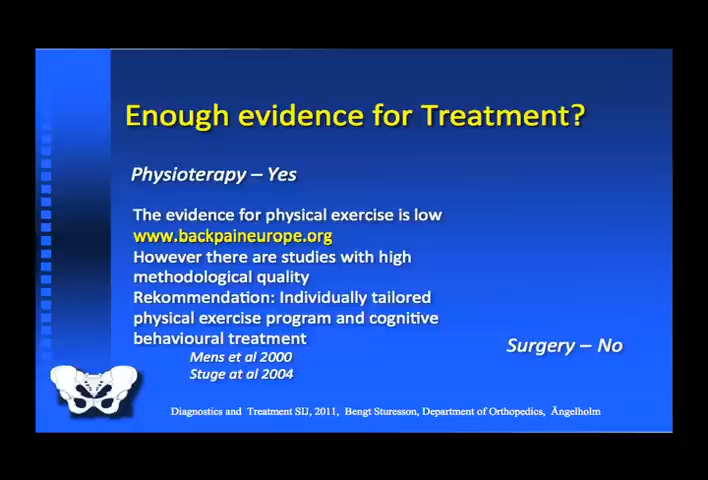 Enough evidence for Treatment?
Physioterapy – Yes
The evidence for physical exercise is low
www.backpaineurope.org
However there are studies with high
methodological quality
Rekommendation: Individually tailored
physical exercise program and cognitive
behavioural treatment
Mens et al 2000
Stuge at al 2004
Surgery – No
Diagnostics and Treatment SIJ, 2011, Bengt Sturesson, Department of Orthopedics, Ängelholm